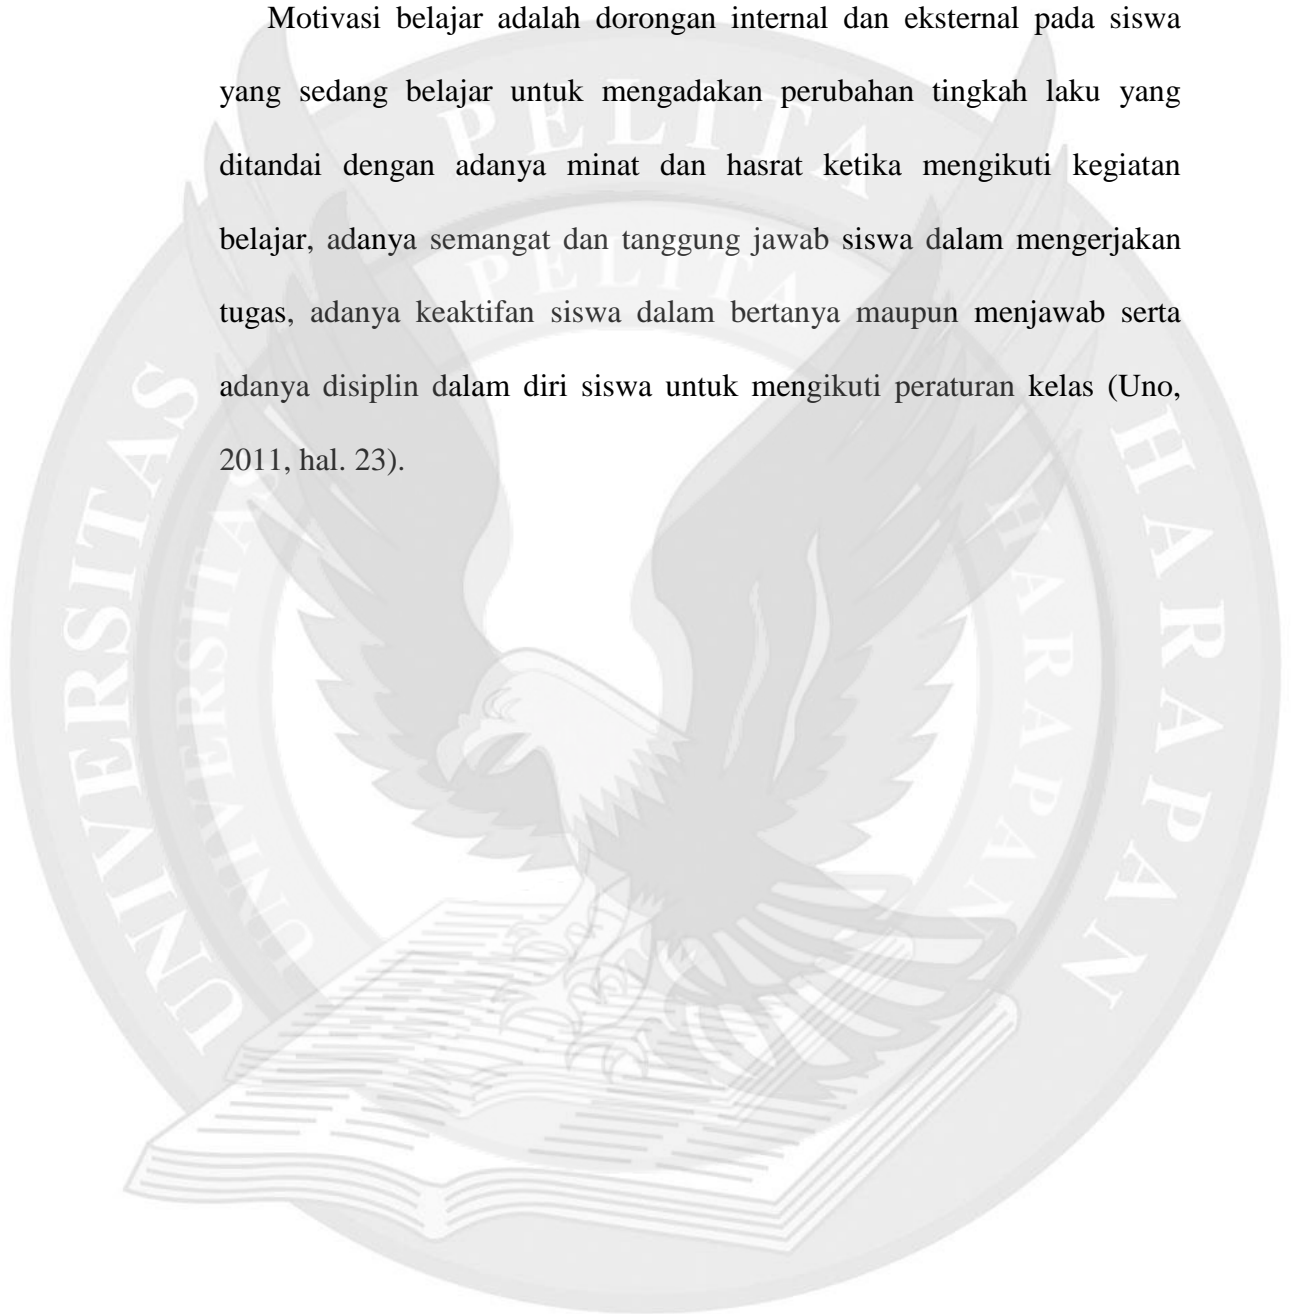 Motivasi belajar adalah dorongan internal dan eksternal pada siswa
yang sedang belajar untuk mengadakan perubahan tingkah laku yang
ditandai dengan adanya minat dan hasrat ketika mengikuti kegiatan
belajar, adanya semangat dan tanggung jawab siswa dalam mengerjakan
tugas, adanya keaktifan siswa dalam bertanya maupun menjawab serta
adanya disiplin dalam diri siswa untuk mengikuti peraturan kelas (Uno,
2011, hal. 23).
UNIVERSITAS
PELITA
HARAPAN
UNIVERSITAS
PELITA
HARAPAN